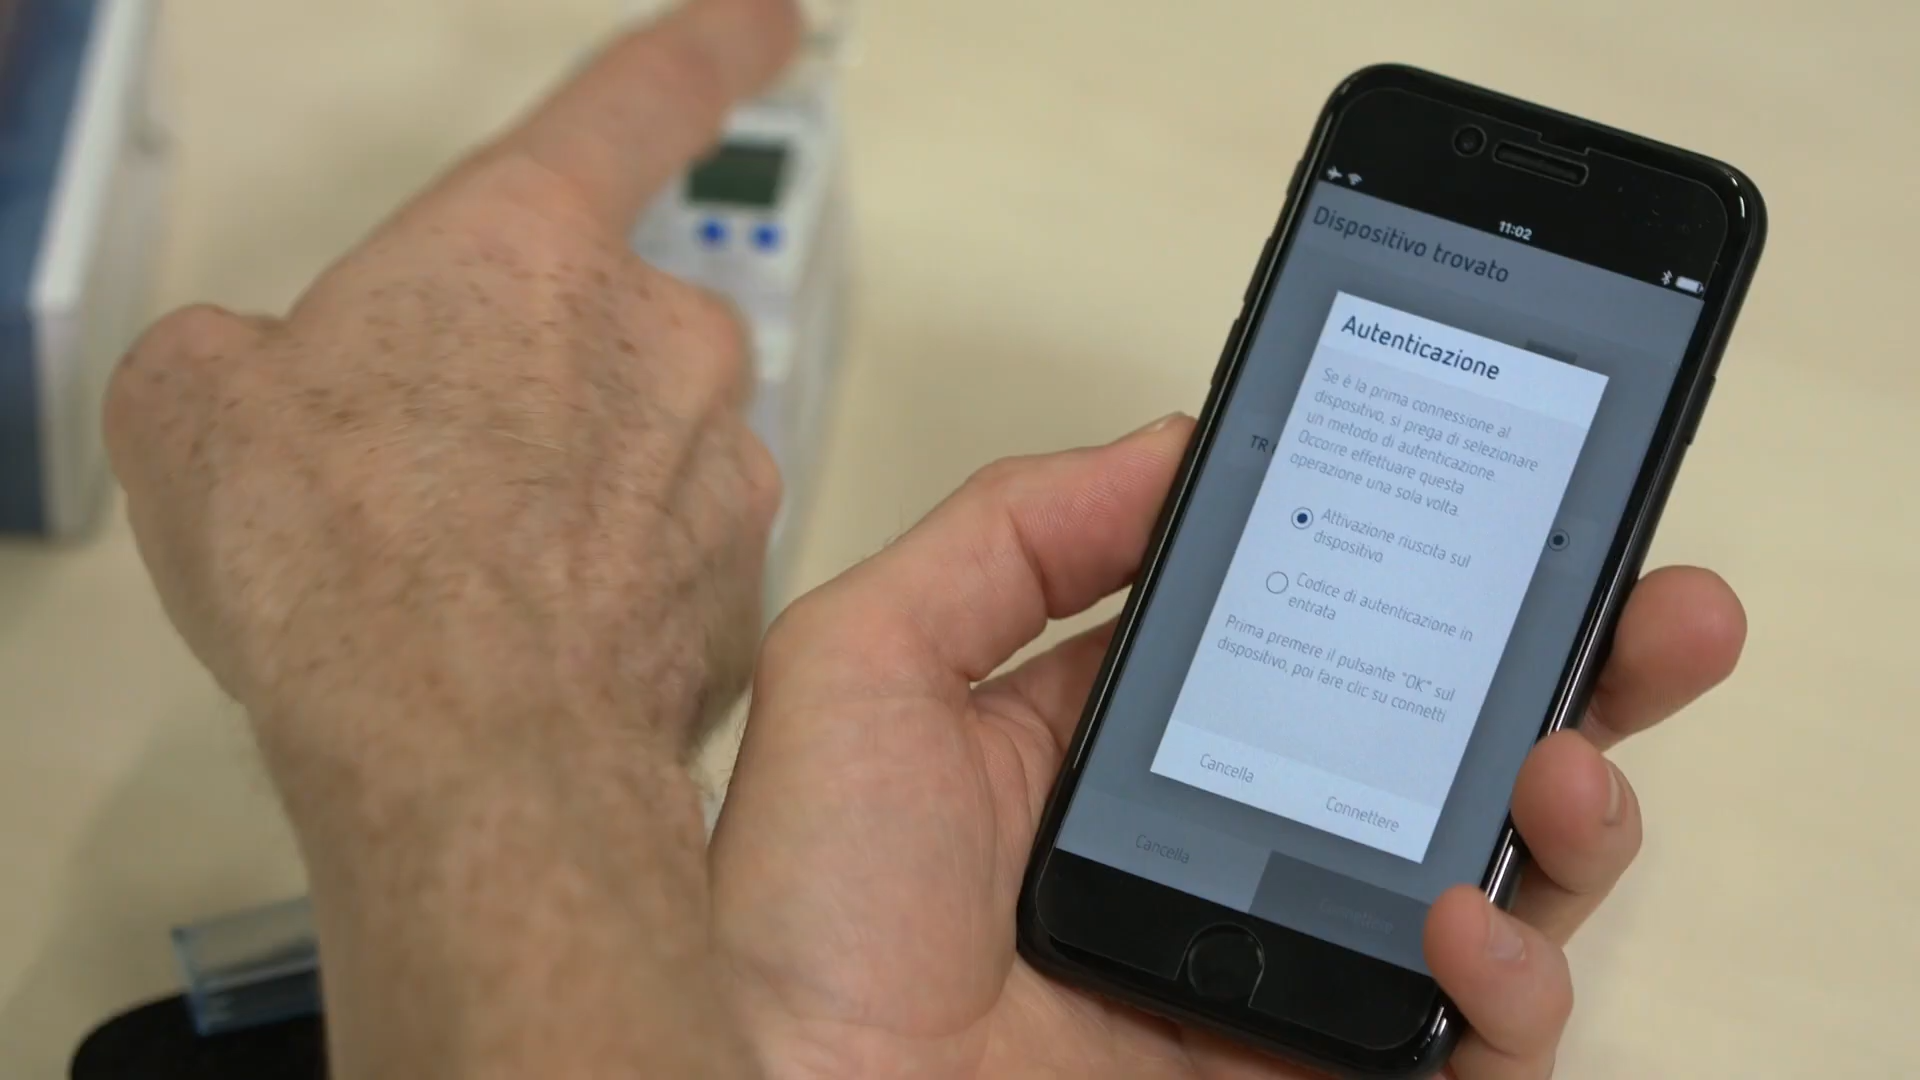 11:02
Dispositivo trovato
Autenticazione
Se è la prima connessione al
dispositivo, si prega di selezionare
un metodo di autenticazione.
Occorre effettuare questa
operazione una sola volta.
TR
Attivazione riuscita sul
dispositivo
Codice di autenticazione in
entrata
Prima premere il pulsante "OK" sul
dispositivo, poi fare clic su connetti
Cancella
Connettere
Cancella
Connettere